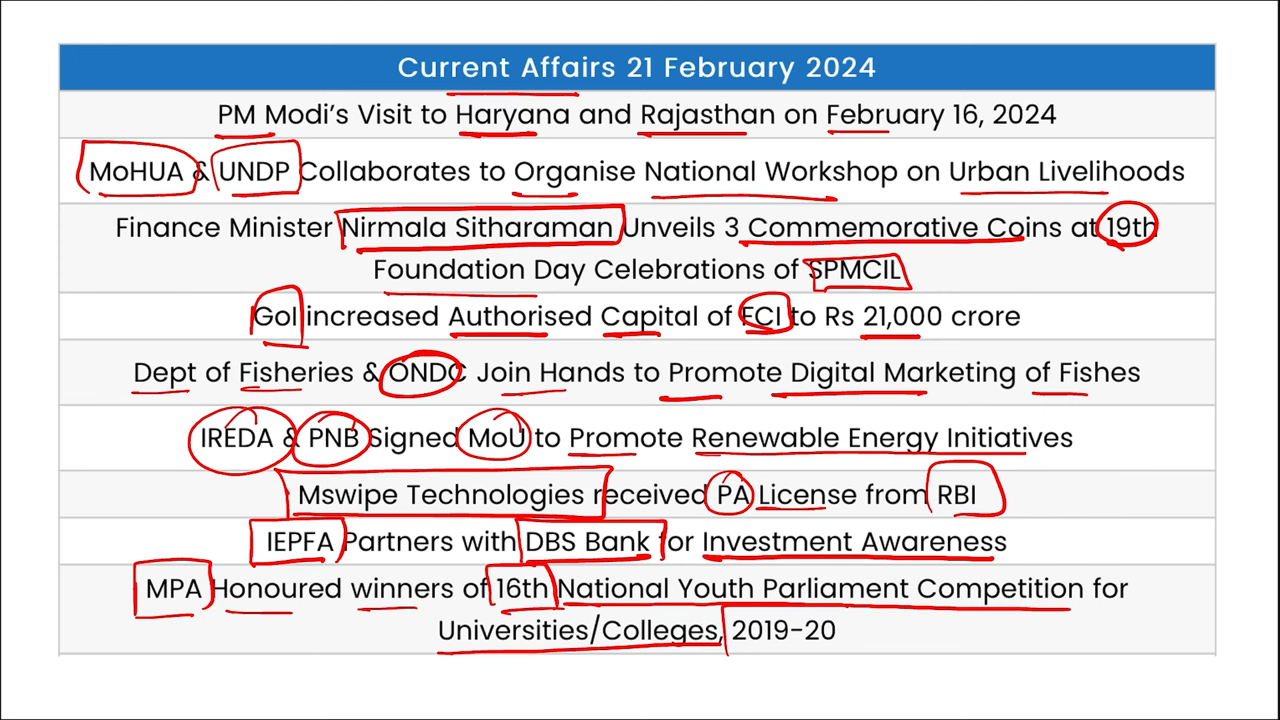 Current Affairs 21 February 2024
PM Modi's Visit to Haryana and Rajasthan on February 16, 2024
MoHUA & UNDP Collaborates to Organise National Workshop on Urban Livelihoods
Finance Minister Nirmala Sitharaman Unveils 3 Commemorative Coins at 19th
Foundation Day Celebrations of SPMCIL
GoI increased Authorised Capital of FCI to Rs 21,000 crore
Dept of Fisheries & ONDC Join Hands to Promote Digital Marketing of Fishes
IREDA & PNB Signed MoU to Promote Renewable Energy Initiatives
Mswipe Technologies received PA License from RBI
IEPFA Partners with DBS Bank for Investment Awareness
MPA Honoured winners of 16th National Youth Parliament Competition for
Universities/Colleges, 2019-20